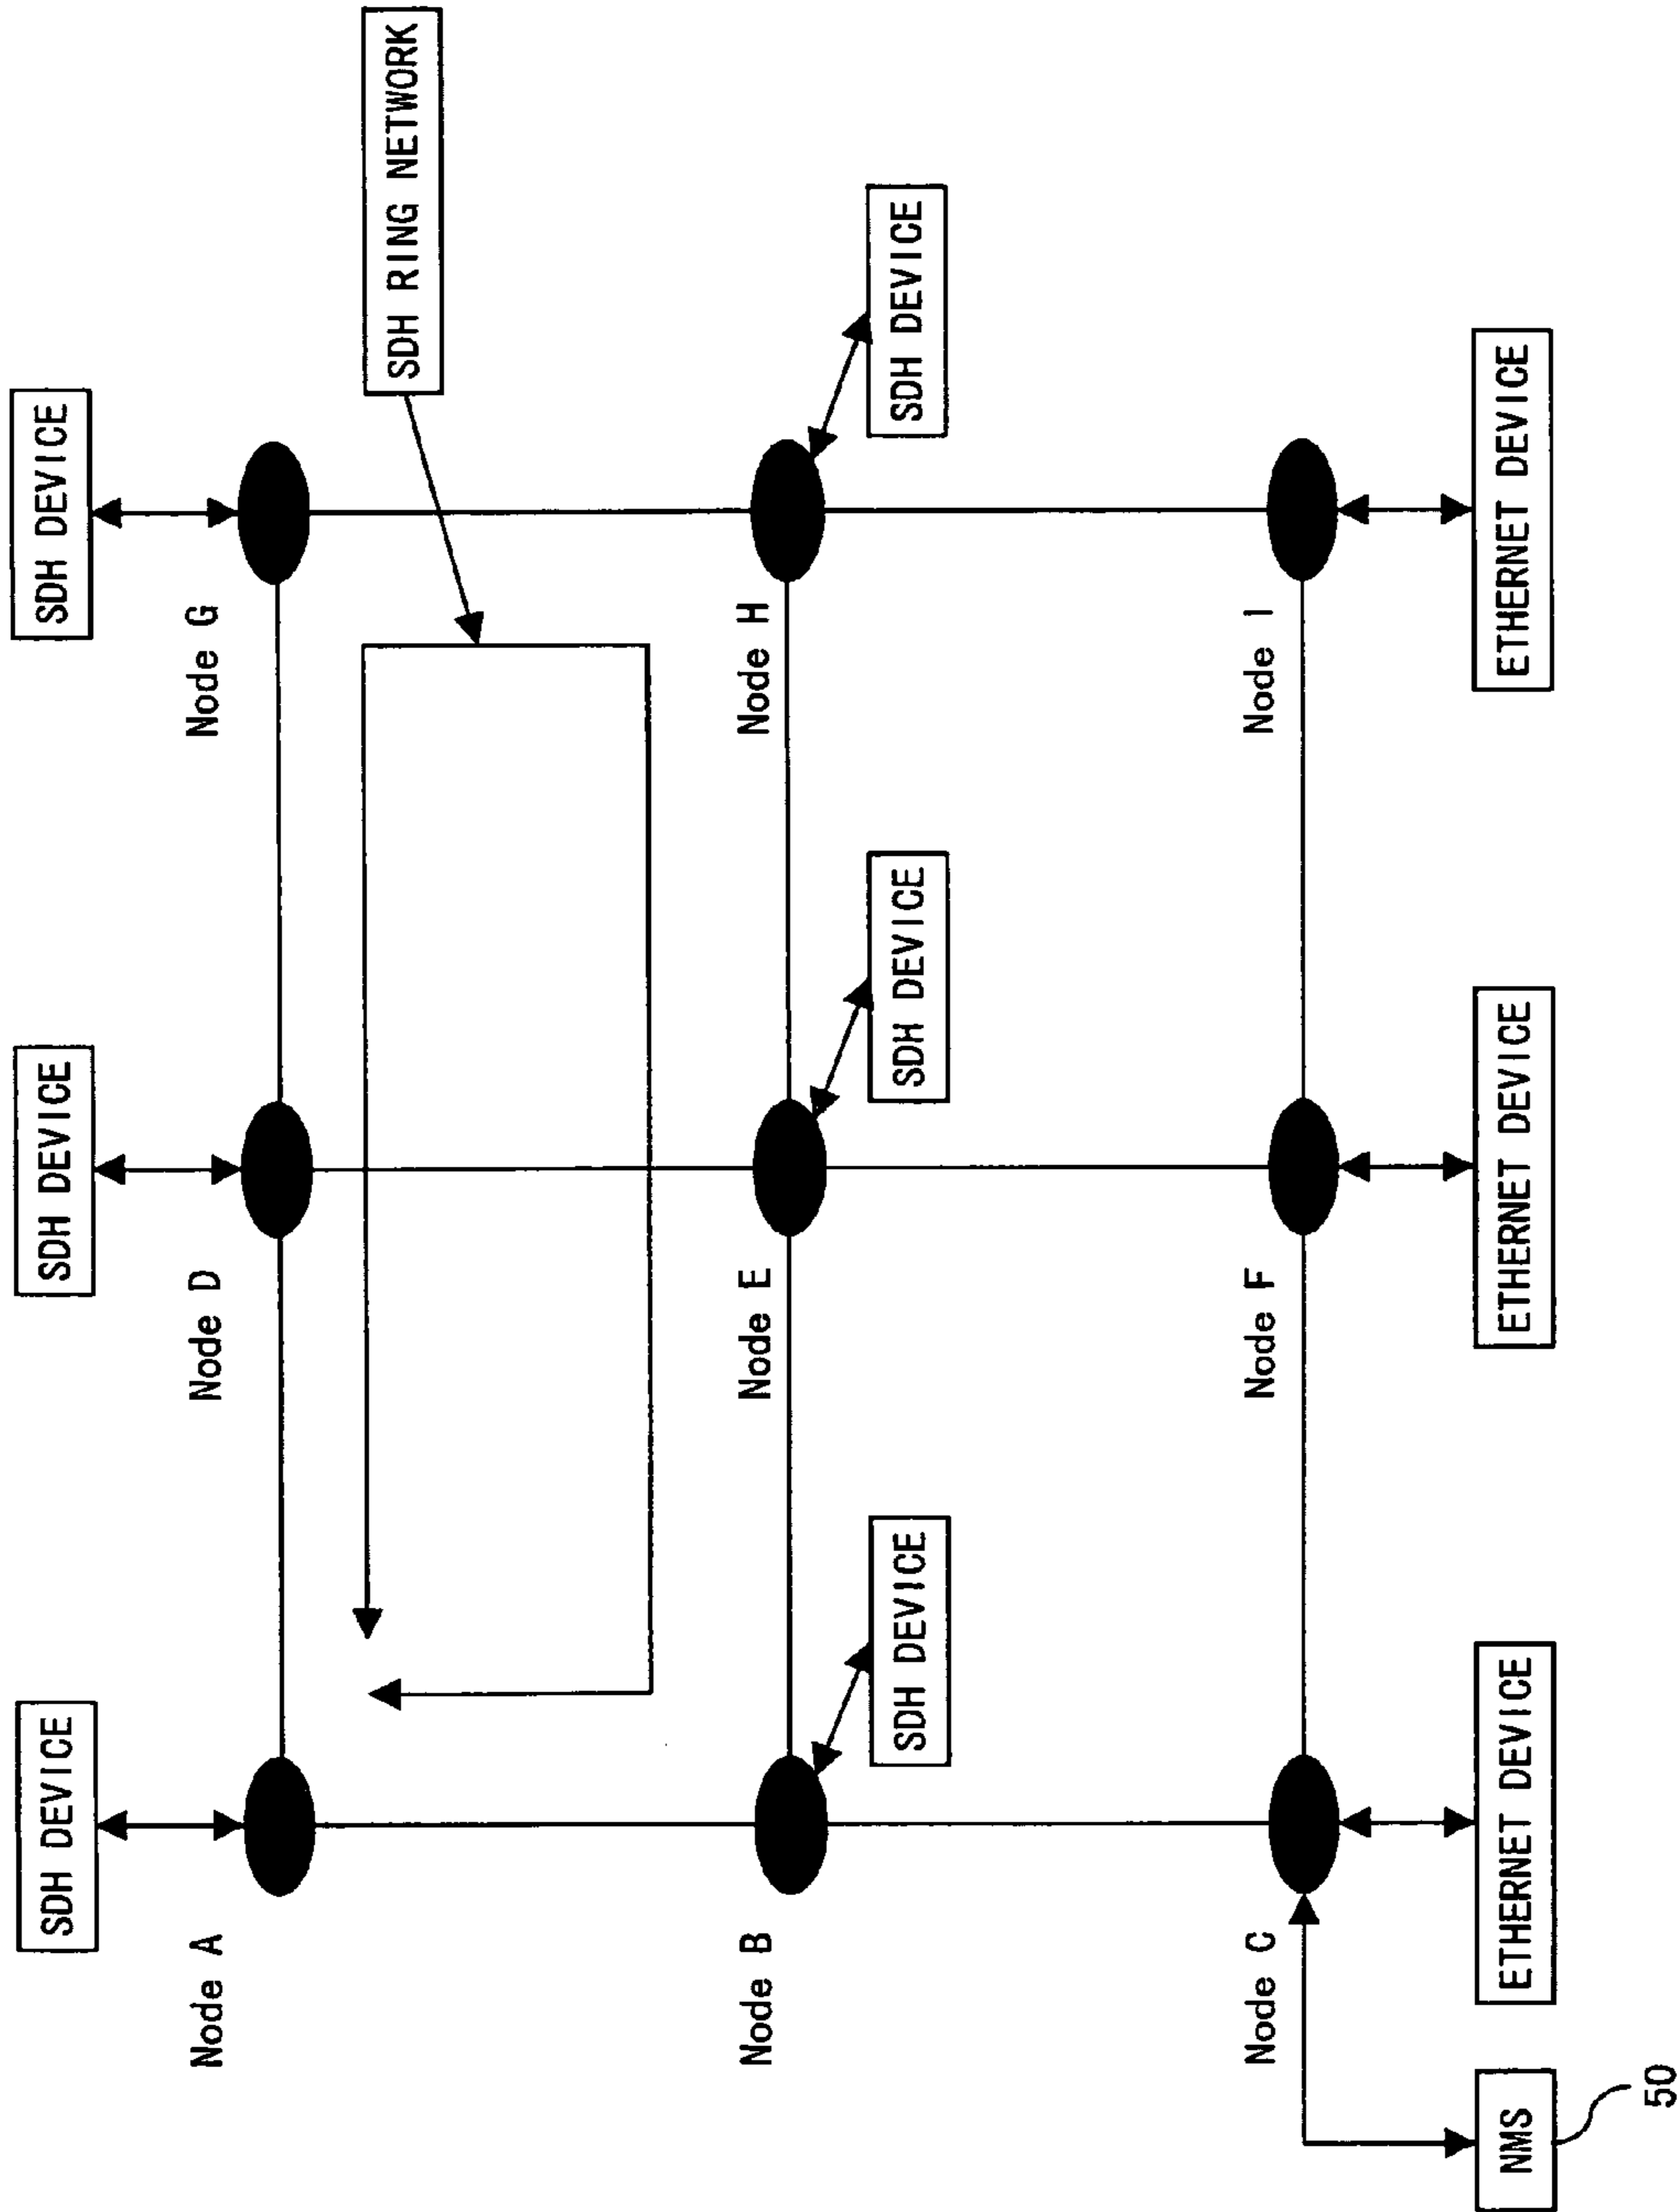 SDH DEVICE
SDH DEVICE
SDH DEVICE
Node A
Node D
Node G
SDH RING NETWORK
Node B
Node E
Node H
SDH DEVICE
SDH DEVICE
SDH DEVICE
Node C
Node F
Node I
NMS
ETHERNET DEVICE
ETHERNET DEVICE
ETHERNET DEVICE
50